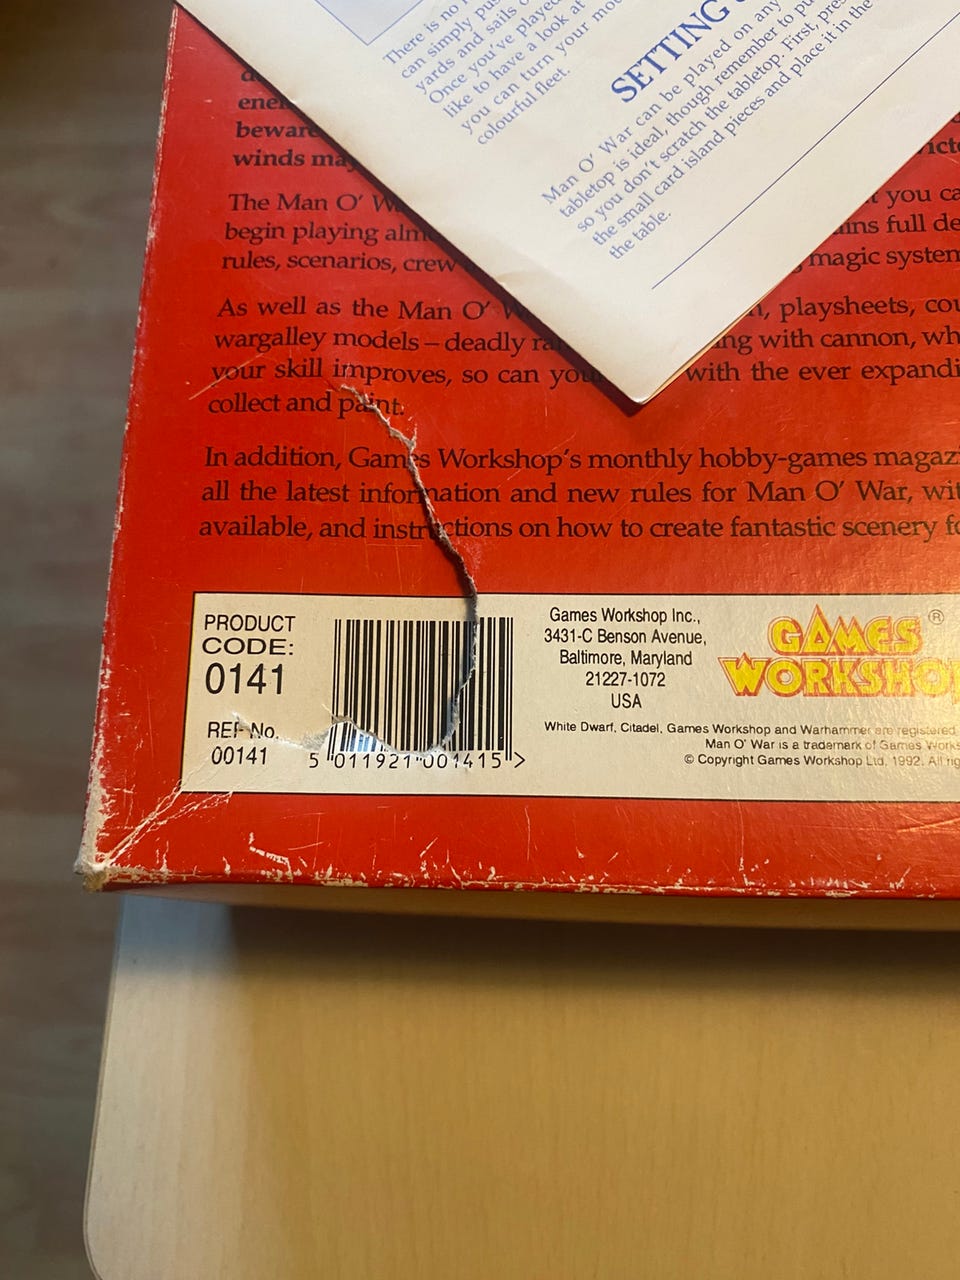 There is no
can simply pus
yards and sails o
Once you've played
like to have a look at
you can turn your mo
colourful fleet.
SETTING
Man O' War can be played on any
tabletop is ideal, though remember to pu
so you don't scratch the tabletop. First, pres
the small card island pieces and place it in the
the table.
ene
beware
winds may
victo
The Man O' W you ca
begin playing alm ins full de
rules, scenarios, crew magic system
As well as the Man O' W , playsheets, cou
wargalley models – deadly ra ng with cannon, wh
your skill improves, so can you with the ever expandi
collect and paint.
In addition, Games Workshop's monthly hobby-games magazi
all the latest information and new rules for Man O' War, wit
available, and instructions on how to create fantastic scenery fo
PRODUCT
CODE:
0141
REF No.
00141
5 011921 001415 >
Games Workshop Inc.,
3431-C Benson Avenue,
Baltimore, Maryland
21227-1072
USA
GAMES
WORKSHOP
®
White Dwarf, Citadel, Games Workshop and Warhammer are registered
Man O' War is a trademark of Games Works
© Copyright Games Workshop Ltd, 1992. All rig